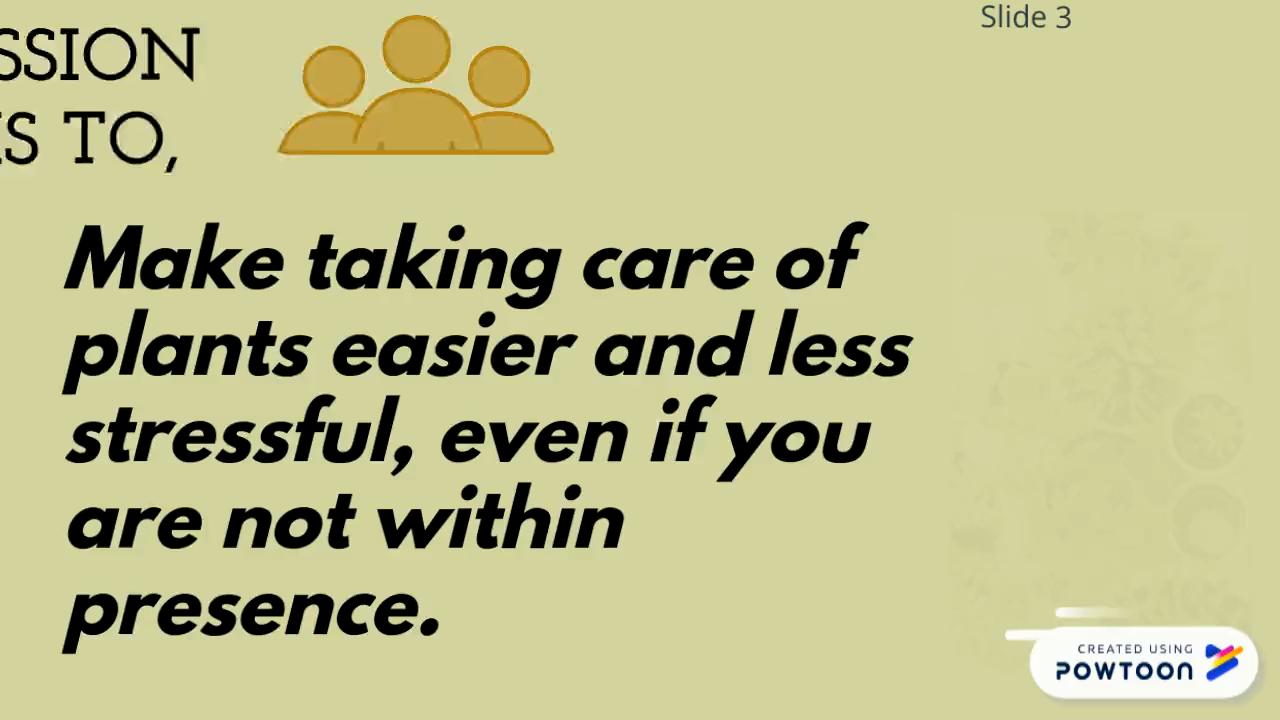 SSION
IS TO,
Slide 3
Make taking care of
plants easier and less
stressful, even if you
are not within
presence.
CREATED USING
POWTOON